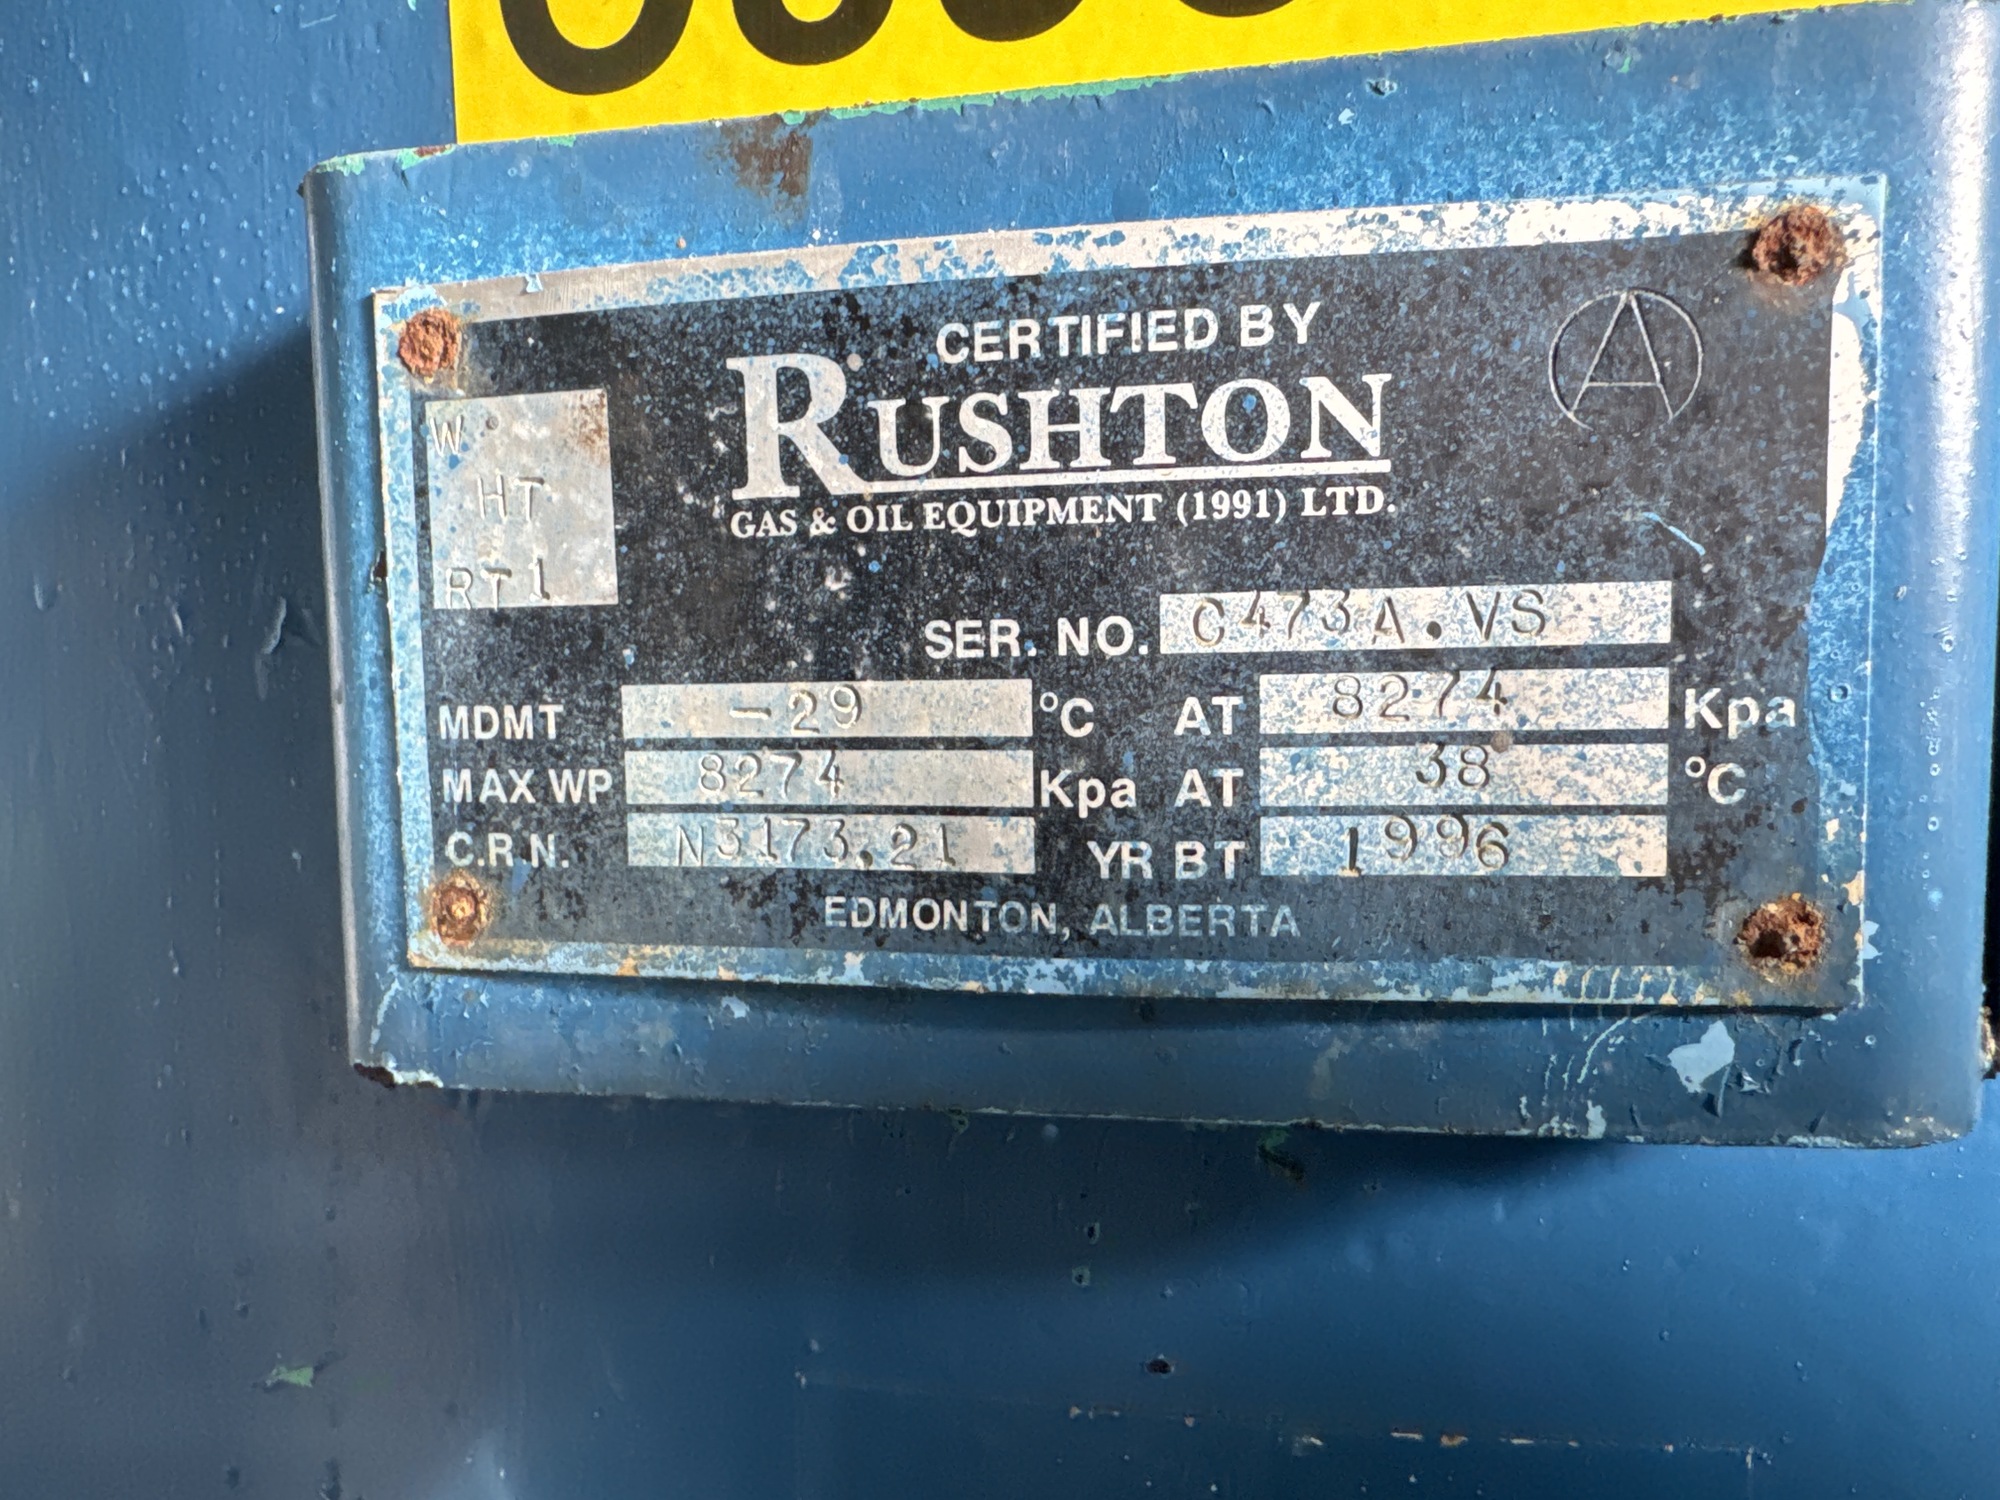 CERTIFIED BY
A
RUSHTON
GAS & OIL EQUIPMENT (1991) LTD.
W
HT
RT1
SER. NO. C473A.VS
MDMT -29 °C AT 8274 Kpa
MAX WP 8274 Kpa AT 38 °C
C.R.N. N3173.21 YR BT 1996
EDMONTON, ALBERTA